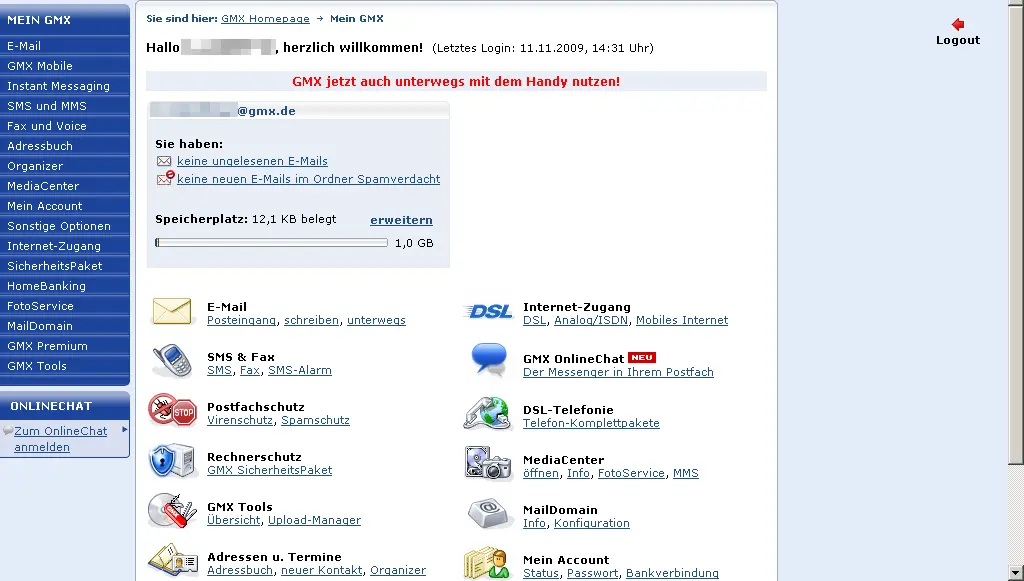 MEIN GMX
E-Mail
GMX Mobile
Instant Messaging
SMS und MMS
Fax und Voice
Adressbuch
Organizer
MediaCenter
Mein Account
Sonstige Optionen
Internet-Zugang
SicherheitsPaket
HomeBanking
FotoService
MailDomain
GMX Premium
GMX Tools
ONLINECHAT
Zum OnlineChat
anmelden
Sie sind hier: GMX Homepage → Mein GMX
Hallo , herzlich willkommen! (Letztes Login: 11.11.2009, 14:31 Uhr)
GMX jetzt auch unterwegs mit dem Handy nutzen!
@gmx.de
Sie haben:
keine ungelesenen E-Mails
keine neuen E-Mails im Ordner Spamverdacht
Speicherplatz: 12,1 KB belegt erweitern
1,0 GB
E-Mail
Posteingang, schreiben, unterwegs
SMS & Fax
SMS, Fax, SMS-Alarm
STOP
Postfachschutz
Virenschutz, Spamschutz
Rechnerschutz
GMX SicherheitsPaket
GMX Tools
Übersicht, Upload-Manager
Adressen u. Termine
Adressbuch, neuer Kontakt, Organizer
DSL
Internet-Zugang
DSL, Analog/ISDN, Mobiles Internet
GMX OnlineChat NEU
Der Messenger in Ihrem Postfach
DSL-Telefonie
Telefon-Komplettpakete
MediaCenter
öffnen, Info, FotoService, MMS
@
MailDomain
Info, Konfiguration
Mein Account
Status, Passwort, Bankverbindung
Logout